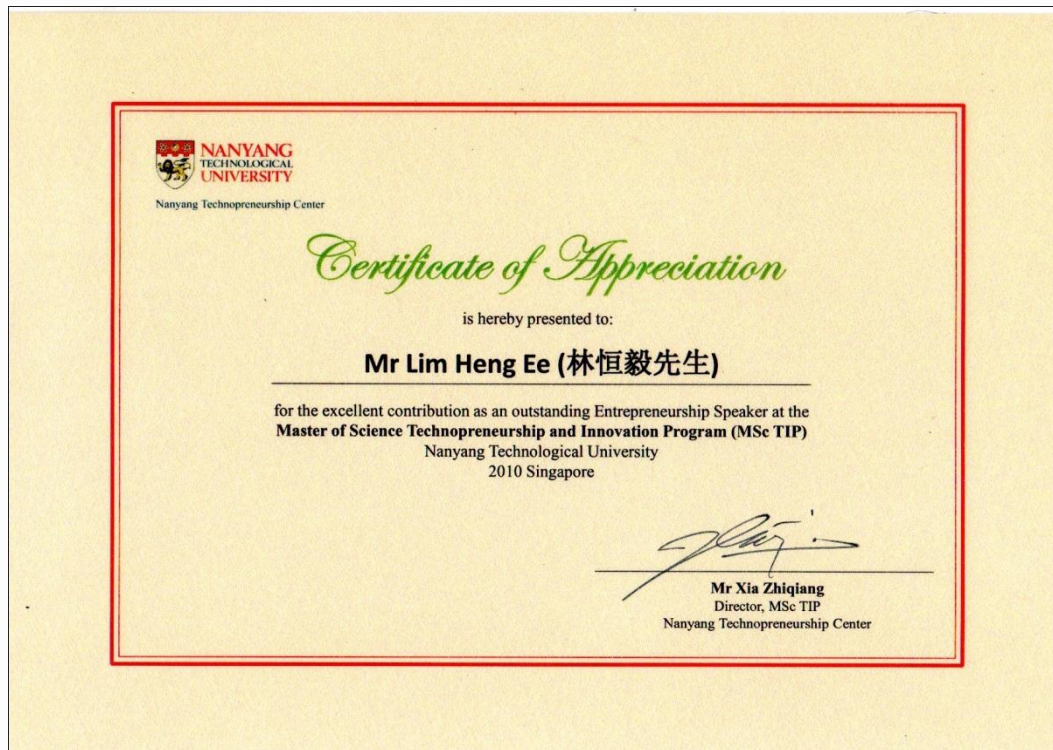 NANYANG
TECHNOLOGICAL
UNIVERSITY
Nanyang Technopreneurship Center
Certificate of Appreciation
is hereby presented to:
Mr Lim Heng Ee (林恒毅先生)
for the excellent contribution as an outstanding Entrepreneurship Speaker at the
Master of Science Technopreneurship and Innovation Program (MSc TIP)
Nanyang Technological University
2010 Singapore
Mr Xia Zhiqiang
Director, MSc TIP
Nanyang Technopreneurship Center